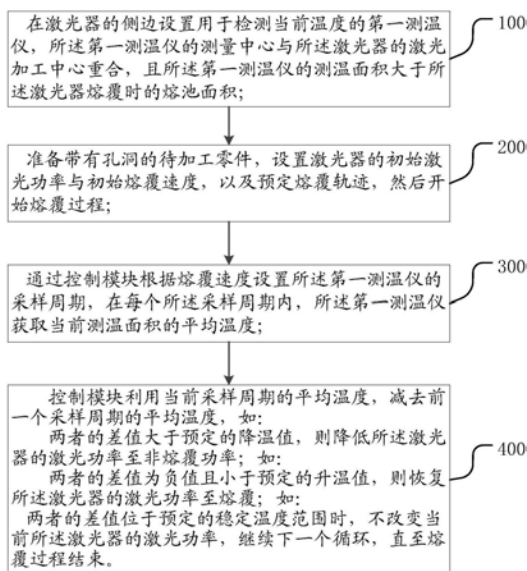 在激光器的侧边设置用于检测当前温度的第一测温
仪，所述第一测温仪的测量中心与所述激光器的激光
加工中心重合，且所述第一测温仪的测温面积大于所
述激光器熔覆时的熔池面积；
100
准备带有孔洞的待加工零件，设置激光器的初始激
光功率与初始熔覆速度，以及预定熔覆轨迹，然后开
始熔覆过程；
200
通过控制模块根据熔覆速度设置所述第一测温仪的
采样周期，在每个所述采样周期内，所述第一测温仪
获取当前测温面积的平均温度；
300
控制模块利用当前采样周期的平均温度，减去前
一个采样周期的平均温度，如：
两者的差值大于预定的降温值，则降低所述激光
器的激光功率至非熔覆功率；如：
两者的差值为负值且小于预定的升温值，则恢复
所述激光器的激光功率至熔覆；如：
两者的差值位于预定的稳定温度范围时，不改变当
前所述激光器的激光功率，继续下一个循环，直至熔
覆过程结束。
400